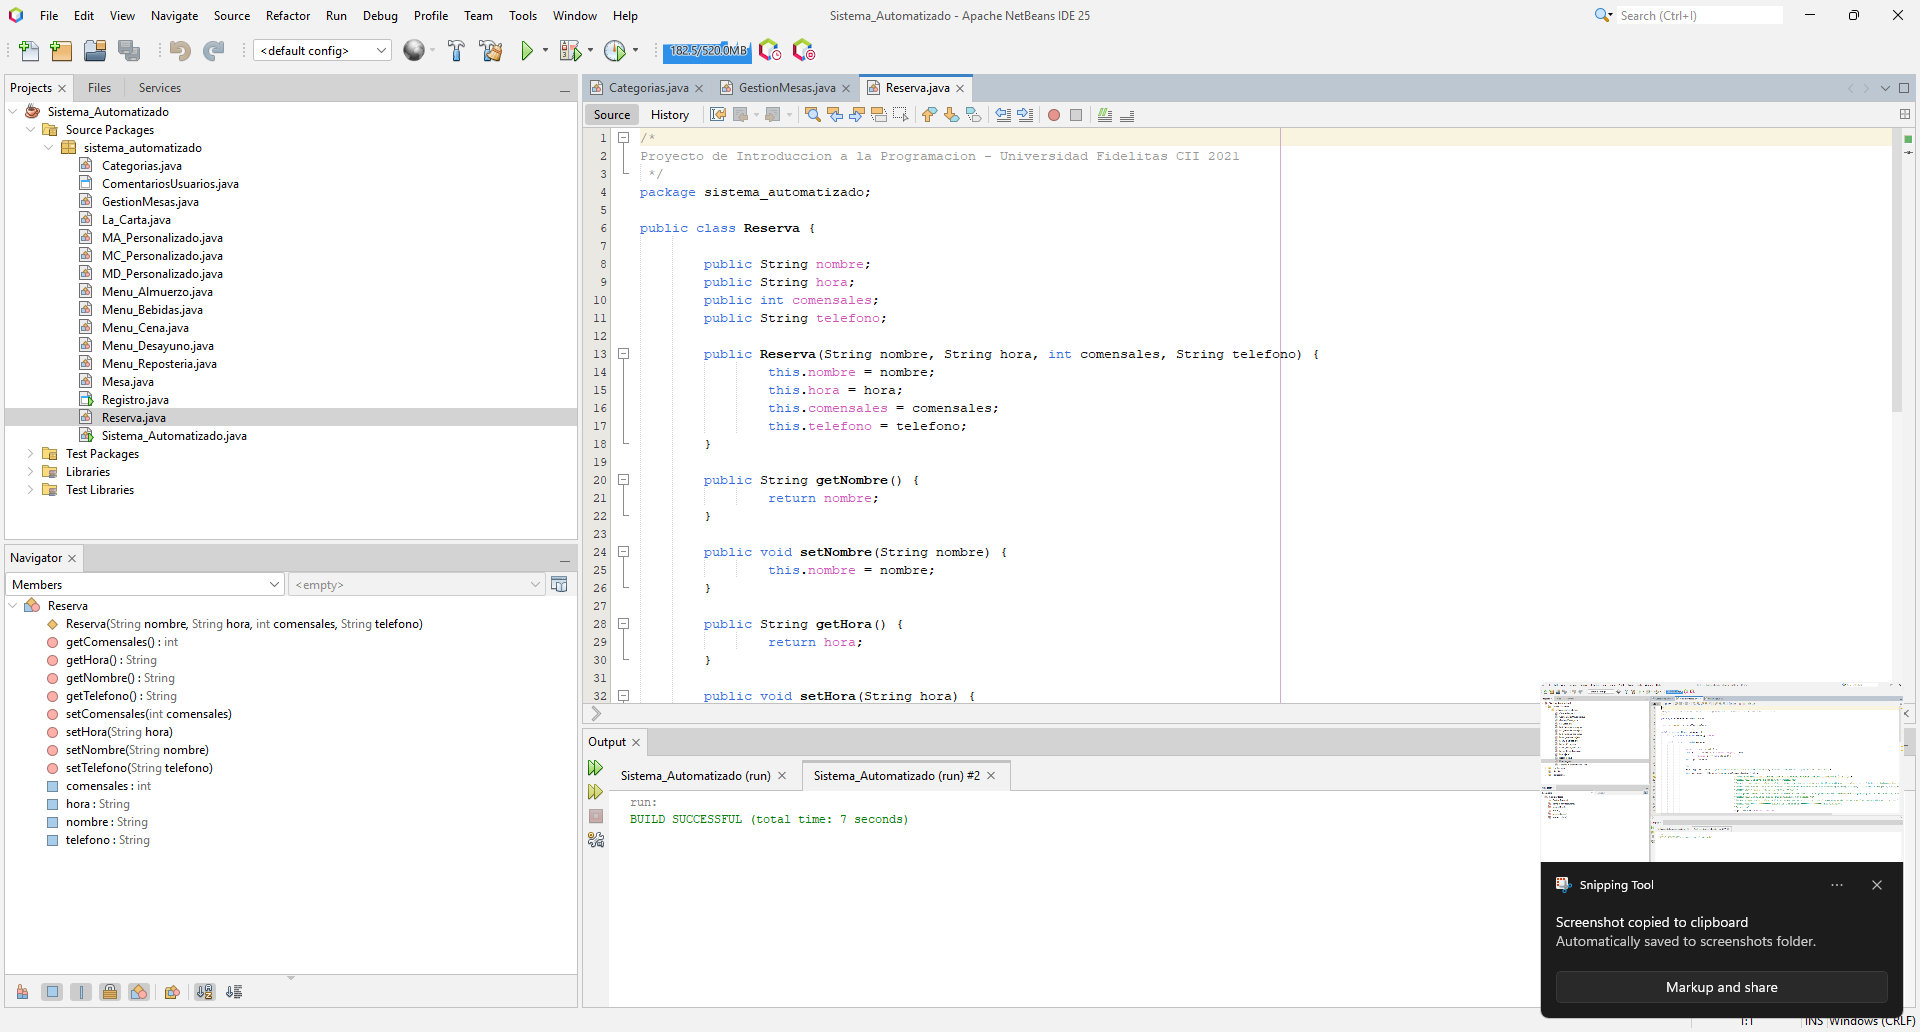 File Edit View Navigate Source Refactor Run Debug Profile Team Tools Window Help
Sistema_Automatizado - Apache NetBeans IDE 25
Search (Ctrl+I)
<default config>
182.5/520.0MB
Projects Files Services
Sistema_Automatizado
Source Packages
sistema_automatizado
Categorias.java
ComentariosUsuarios.java
GestionMesas.java
La_Carta.java
MA_Personalizado.java
MC_Personalizado.java
MD_Personalizado.java
Menu_Almuerzo.java
Menu_Bebidas.java
Menu_Cena.java
Menu_Desayuno.java
Menu_Reposteria.java
Mesa.java
Registro.java
Reserva.java
Sistema_Automatizado.java
Test Packages
Libraries
Test Libraries
Navigator
Members
<empty>
Reserva
Reserva(String nombre, String hora, int comensales, String telefono)
getComensales() : int
getHora() : String
getNombre() : String
getTelefono() : String
setComensales(int comensales)
setHora(String hora)
setNombre(String nombre)
setTelefono(String telefono)
comensales : int
hora : String
nombre : String
telefono : String
Categorias.java GestionMesas.java Reserva.java
Source History
1 /*
2 Proyecto de Introduccion a la Programacion - Universidad Fidelitas CII 2021
3 */
4 package sistema_automatizado;
5
6 public class Reserva {
7
8 public String nombre;
9 public String hora;
10 public int comensales;
11 public String telefono;
12
13 public Reserva(String nombre, String hora, int comensales, String telefono) {
14 this.nombre = nombre;
15 this.hora = hora;
16 this.comensales = comensales;
17 this.telefono = telefono;
18 }
19
20 public String getNombre() {
21 return nombre;
22 }
23
24 public void setNombre(String nombre) {
25 this.nombre = nombre;
26 }
27
28 public String getHora() {
29 return hora;
30 }
31
32 public void setHora(String hora) {
Output
Sistema_Automatizado (run) Sistema_Automatizado (run) #2
run:
BUILD SUCCESSFUL (total time: 7 seconds)
Snipping Tool
Screenshot copied to clipboard
Automatically saved to screenshots folder.
Markup and share
1:1 INS Windows (CRLF)